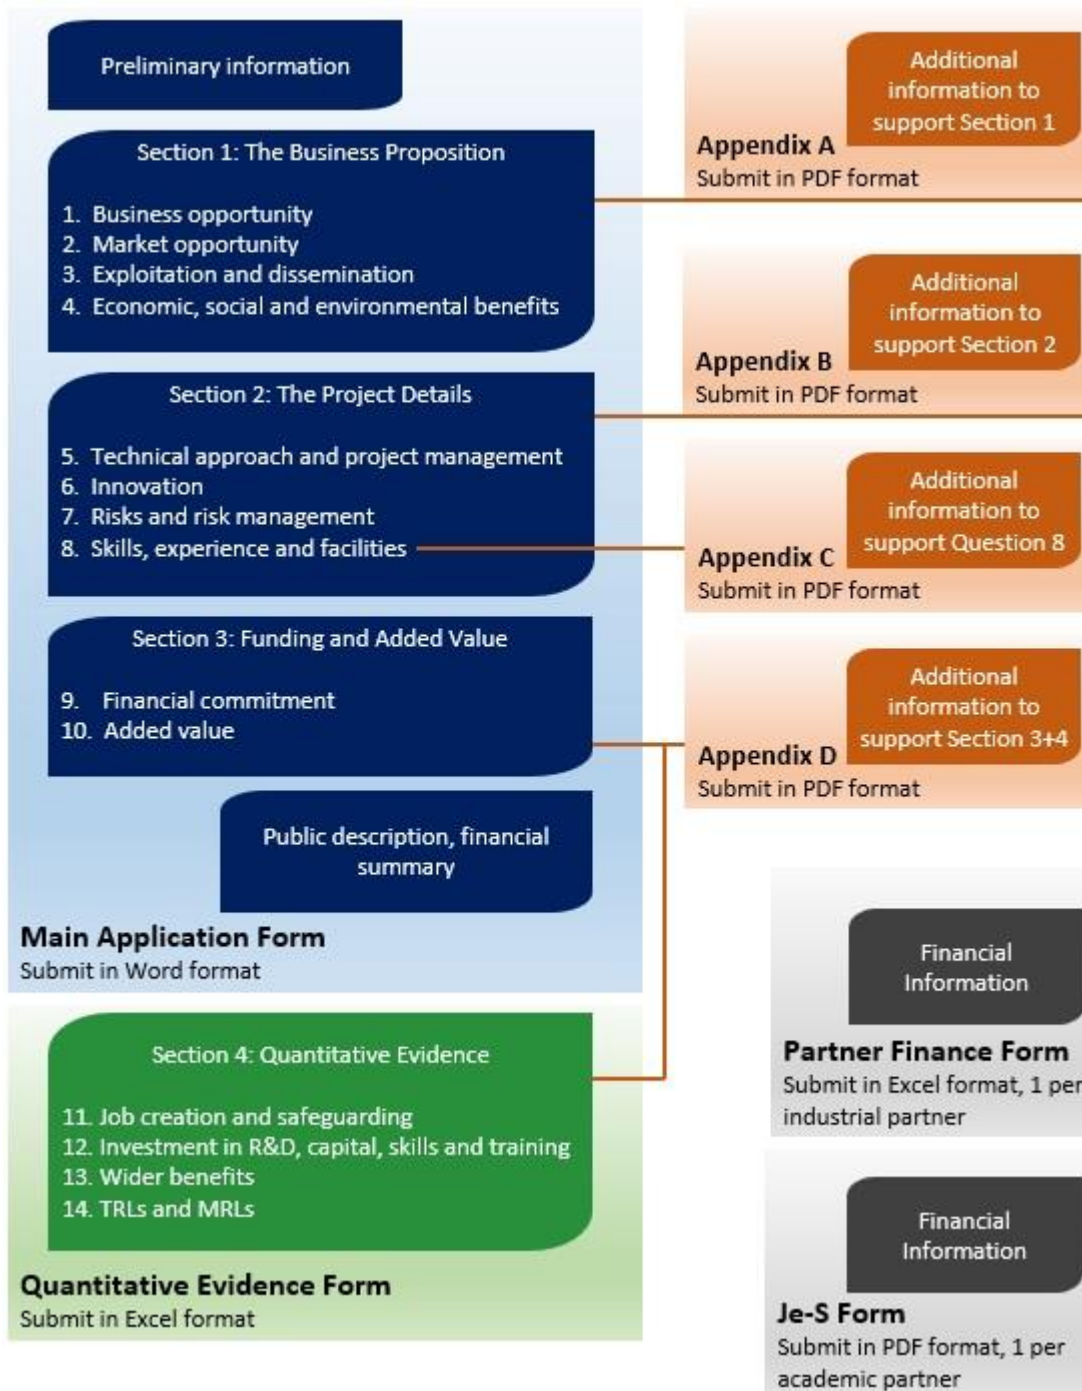 Preliminary information
Section 1: The Business Proposition
1. Business opportunity
2. Market opportunity
3. Exploitation and dissemination
4. Economic, social and environmental benefits
Section 2: The Project Details
5. Technical approach and project management
6. Innovation
7. Risks and risk management
8. Skills, experience and facilities
Section 3: Funding and Added Value
9. Financial commitment
10. Added value
Public description, financial
summary
Main Application Form
Submit in Word format
Section 4: Quantitative Evidence
11. Job creation and safeguarding
12. Investment in R&D, capital, skills and training
13. Wider benefits
14. TRLs and MRLs
Quantitative Evidence Form
Submit in Excel format
Additional
information to
support Section 1
Appendix A
Submit in PDF format
Additional
information to
support Section 2
Appendix B
Submit in PDF format
Additional
information to
support Question 8
Appendix C
Submit in PDF format
Additional
information to
support Section 3+4
Appendix D
Submit in PDF format
Financial
Information
Partner Finance Form
Submit in Excel format, 1 per
industrial partner
Financial
Information
Je-S Form
Submit in PDF format, 1 per
academic partner